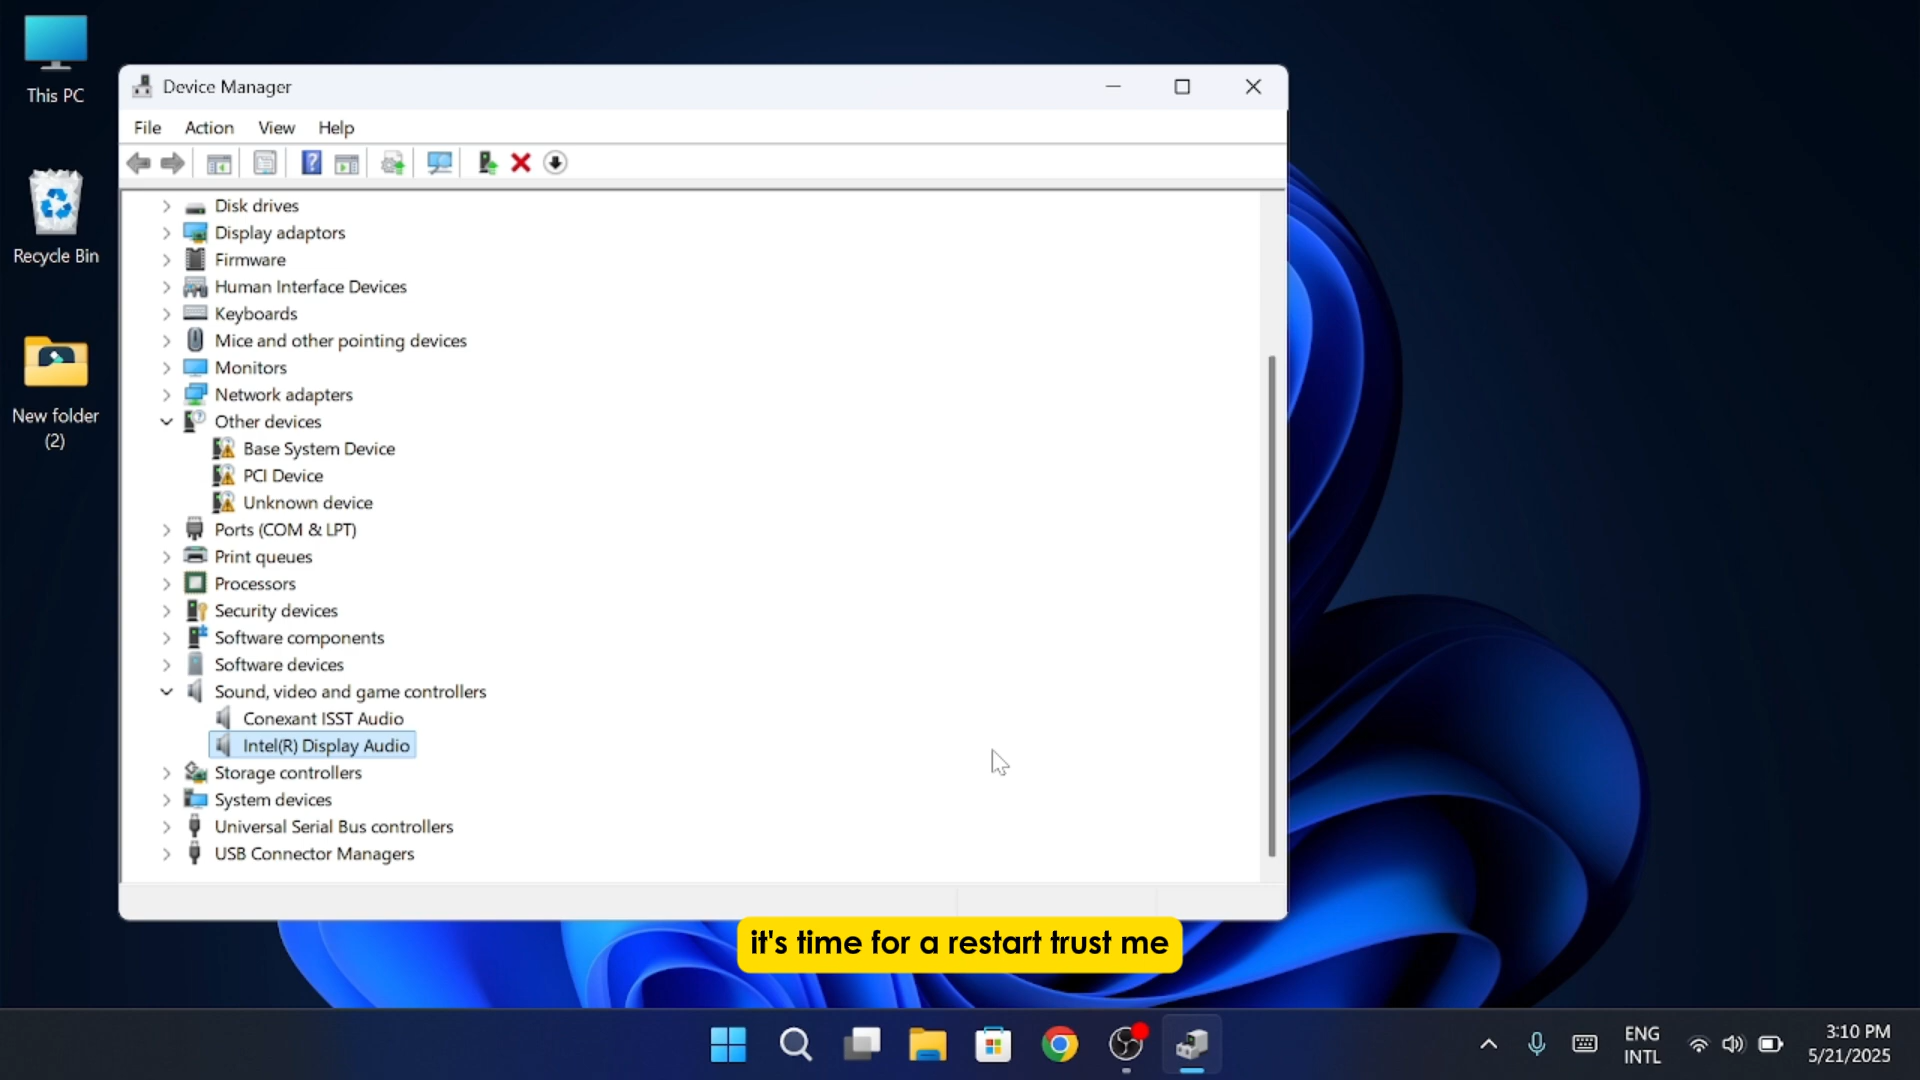 This PC
Recycle Bin
New folder
(2)
Device Manager
File Action View Help
Disk drives
Display adaptors
Firmware
Human Interface Devices
Keyboards
Mice and other pointing devices
Monitors
Network adapters
Other devices
Base System Device
PCI Device
Unknown device
Ports (COM & LPT)
Print queues
Processors
Security devices
Software components
Software devices
Sound, video and game controllers
Conexant ISST Audio
Intel(R) Display Audio
Storage controllers
System devices
Universal Serial Bus controllers
USB Connector Managers
it's time for a restart trust me
ENG
INTL
3:10 PM
5/21/2025